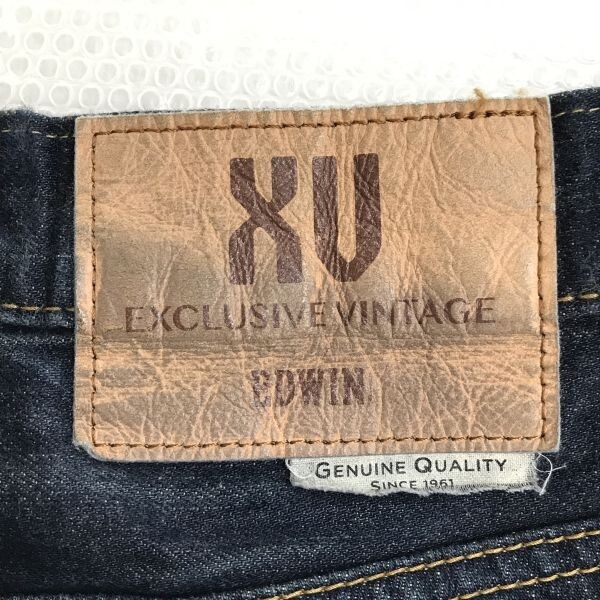 XV
EXCLUSIVE VINTAGE
EDWIN
GENUINE QUALITY
SINCE 1961